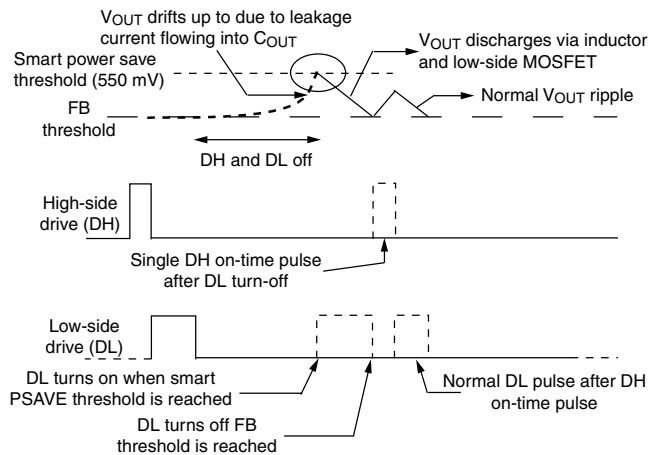 VOUT drifts up to due to leakage
current flowing into COUT
Smart power save
threshold (550 mV)
VOUT discharges via inductor
and low-side MOSFET
FB
threshold
Normal VOUT ripple
DH and DL off
High-side
drive (DH)
Single DH on-time pulse
after DL turn-off
Low-side
drive (DL)
DL turns on when smart
PSAVE threshold is reached
Normal DL pulse after DH
on-time pulse
DL turns off FB
threshold is reached